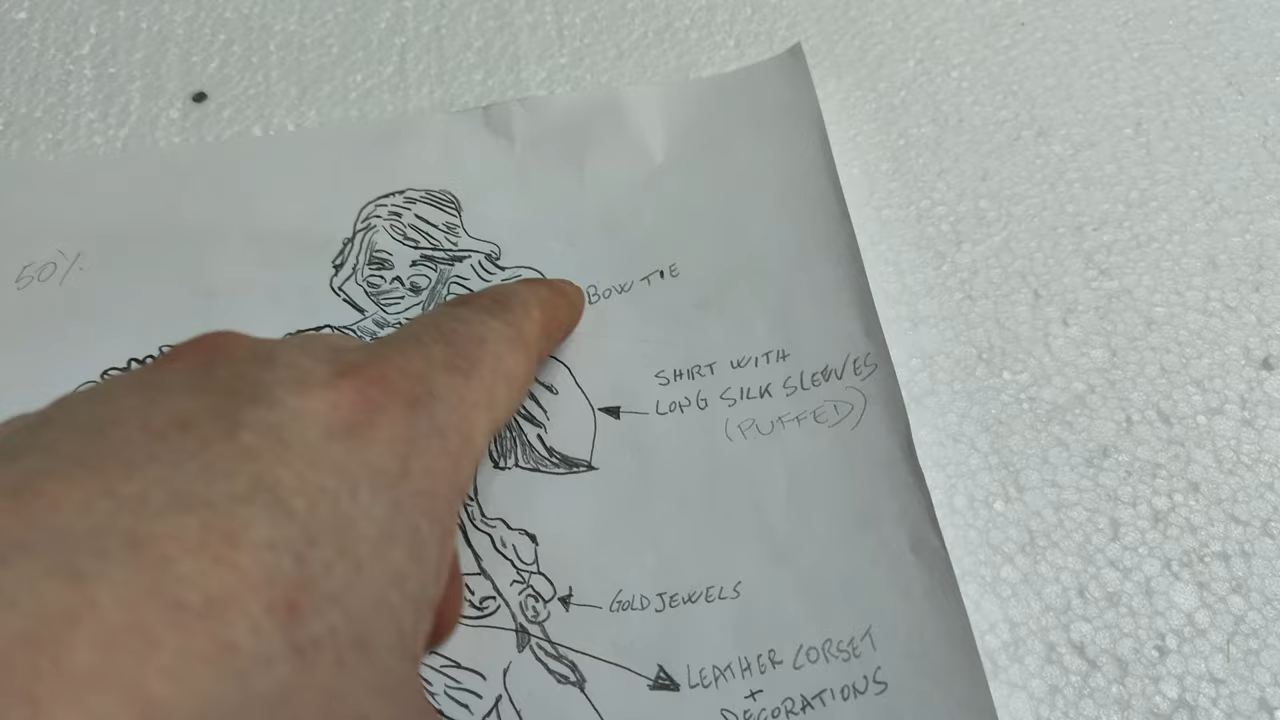 50%
BOW TIE
SHIRT WITH
LONG SILK SLEEVES
(PUFFED)
GOLD JEWELS
LEATHER CORSET
+
DECORATIONS